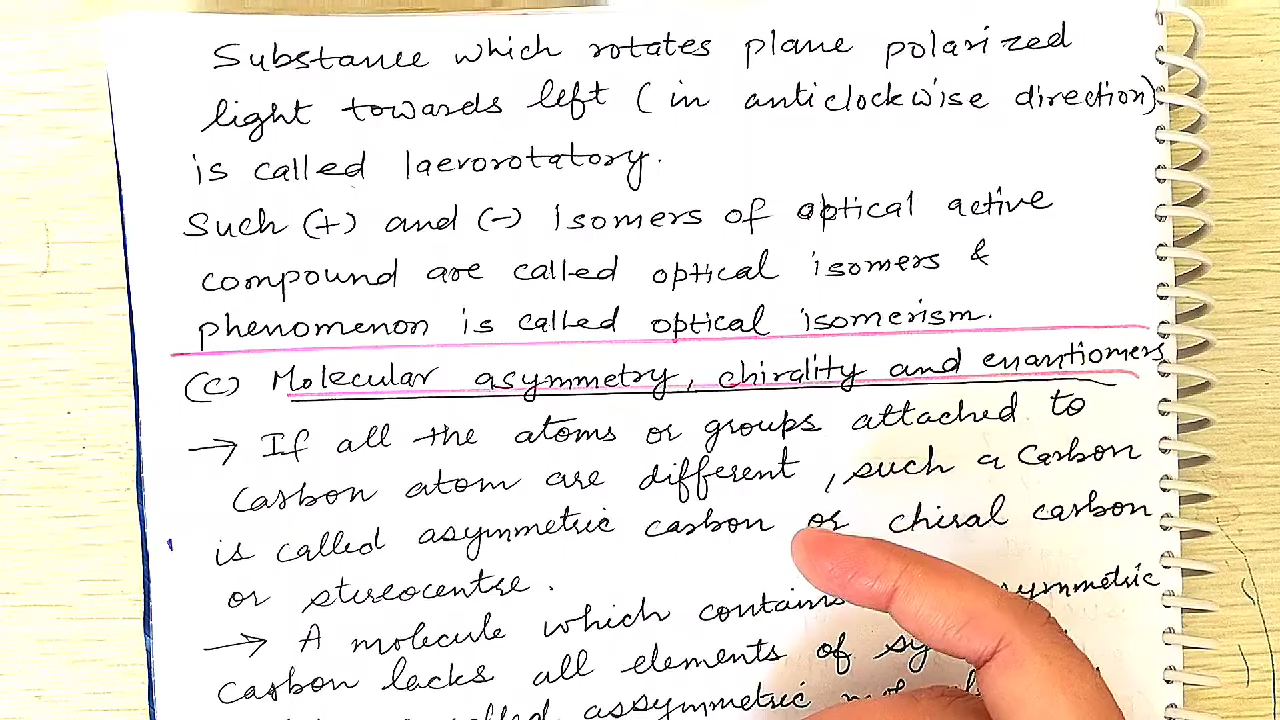 Substance which rotates plane polarized
light towards left (in anticlockwise direction)
is called laevorotatory.
Such (+) and (-) isomers of optical active
compound are called optical isomers &
phenomenon is called optical isomerism.
(c) Molecular asymmetry, chirality and enantiomers
→ If all the atoms or groups attached to
carbon atom are different, such a carbon
is called asymmetric carbon or chiral carbon
or stereocentre.
→ A molecule which contains
carbon lacks all elements of
called assymmetric